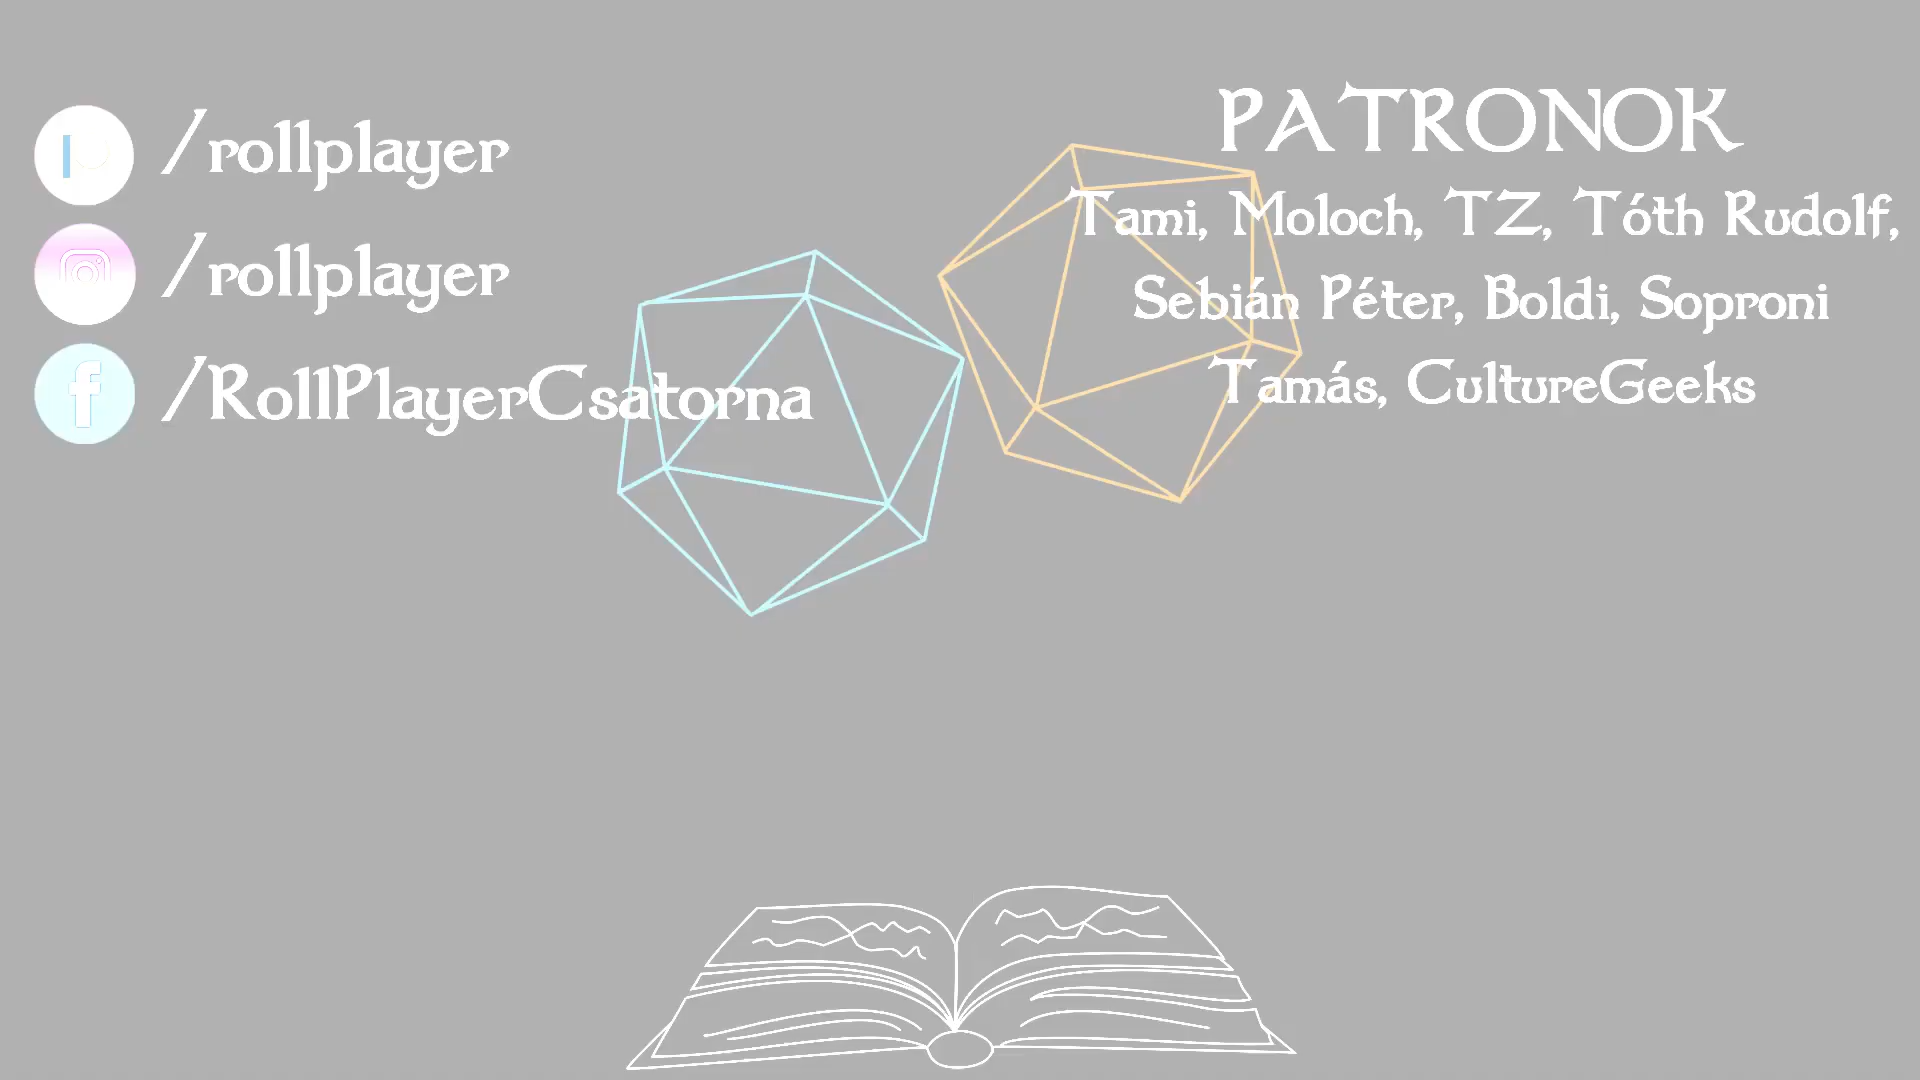 /rollplayer
/rollplayer
/RollPlayerCsatorna
PATRONOK
Tami, Moloch, TZ, Tóth Rudolf,
Sebián Péter, Boldi, Soproni
Tamás, CultureGeeks